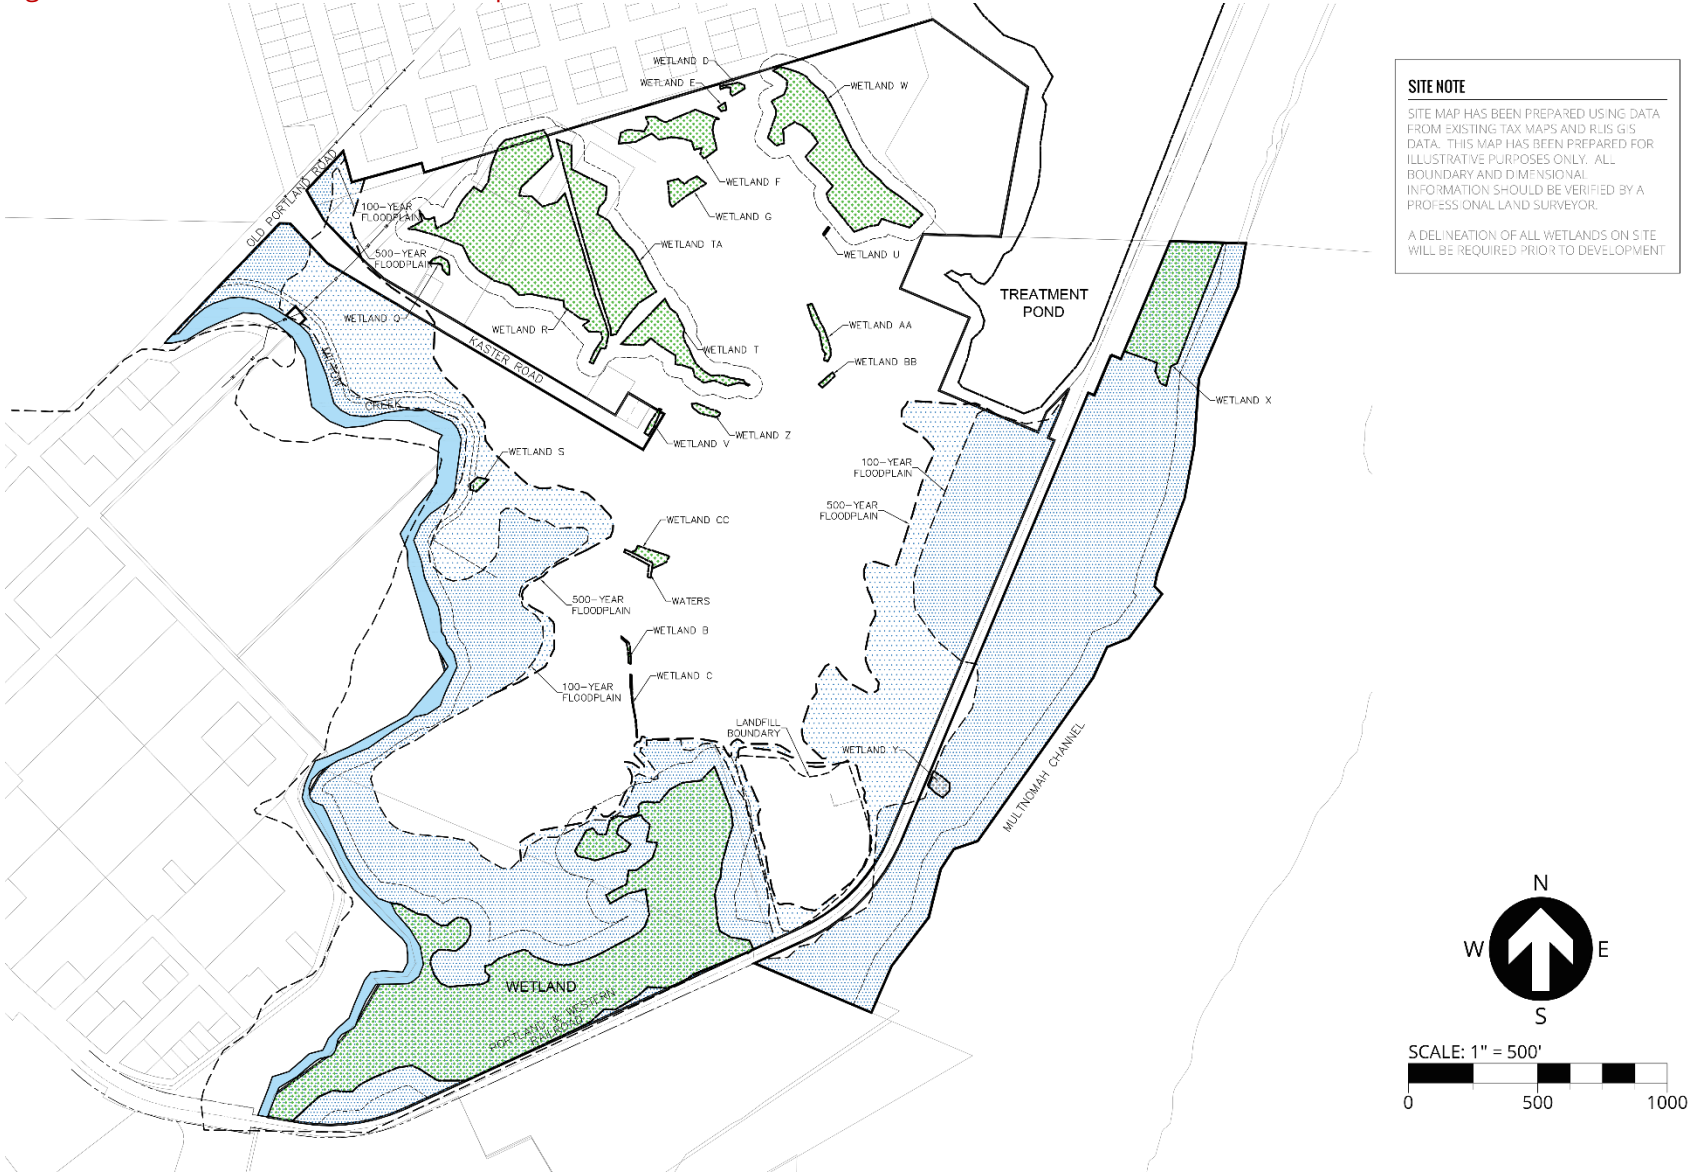 WETLAND D
WETLAND E
WETLAND W
WETLAND F
WETLAND G
OLD PORTLAND ROAD
100-YEAR
FLOODPLAIN
500-YEAR
FLOODPLAIN
WETLAND TA
WETLAND U
WETLAND Q
WETLAND R
KASTER ROAD
WETLAND T
WETLAND AA
WETLAND BB
TREATMENT
POND
MILTON
CREEK
WETLAND X
WETLAND Z
WETLAND V
WETLAND S
100-YEAR
FLOODPLAIN
500-YEAR
FLOODPLAIN
WETLAND CC
WATERS
500-YEAR
FLOODPLAIN
WETLAND B
WETLAND C
100-YEAR
FLOODPLAIN
LANDFILL
BOUNDARY
WETLAND Y
MULTNOMAH CHANNEL
WETLAND
PORTLAND & WESTERN
RAILROAD
SITE NOTE
SITE MAP HAS BEEN PREPARED USING DATA
FROM EXISTING TAX MAPS AND RLIS GIS
DATA. THIS MAP HAS BEEN PREPARED FOR
ILLUSTRATIVE PURPOSES ONLY. ALL
BOUNDARY AND DIMENSIONAL
INFORMATION SHOULD BE VERIFIED BY A
PROFESSIONAL LAND SURVEYOR.
A DELINEATION OF ALL WETLANDS ON SITE
WILL BE REQUIRED PRIOR TO DEVELOPMENT
N
W
E
S
SCALE: 1" = 500'
0
500
1000